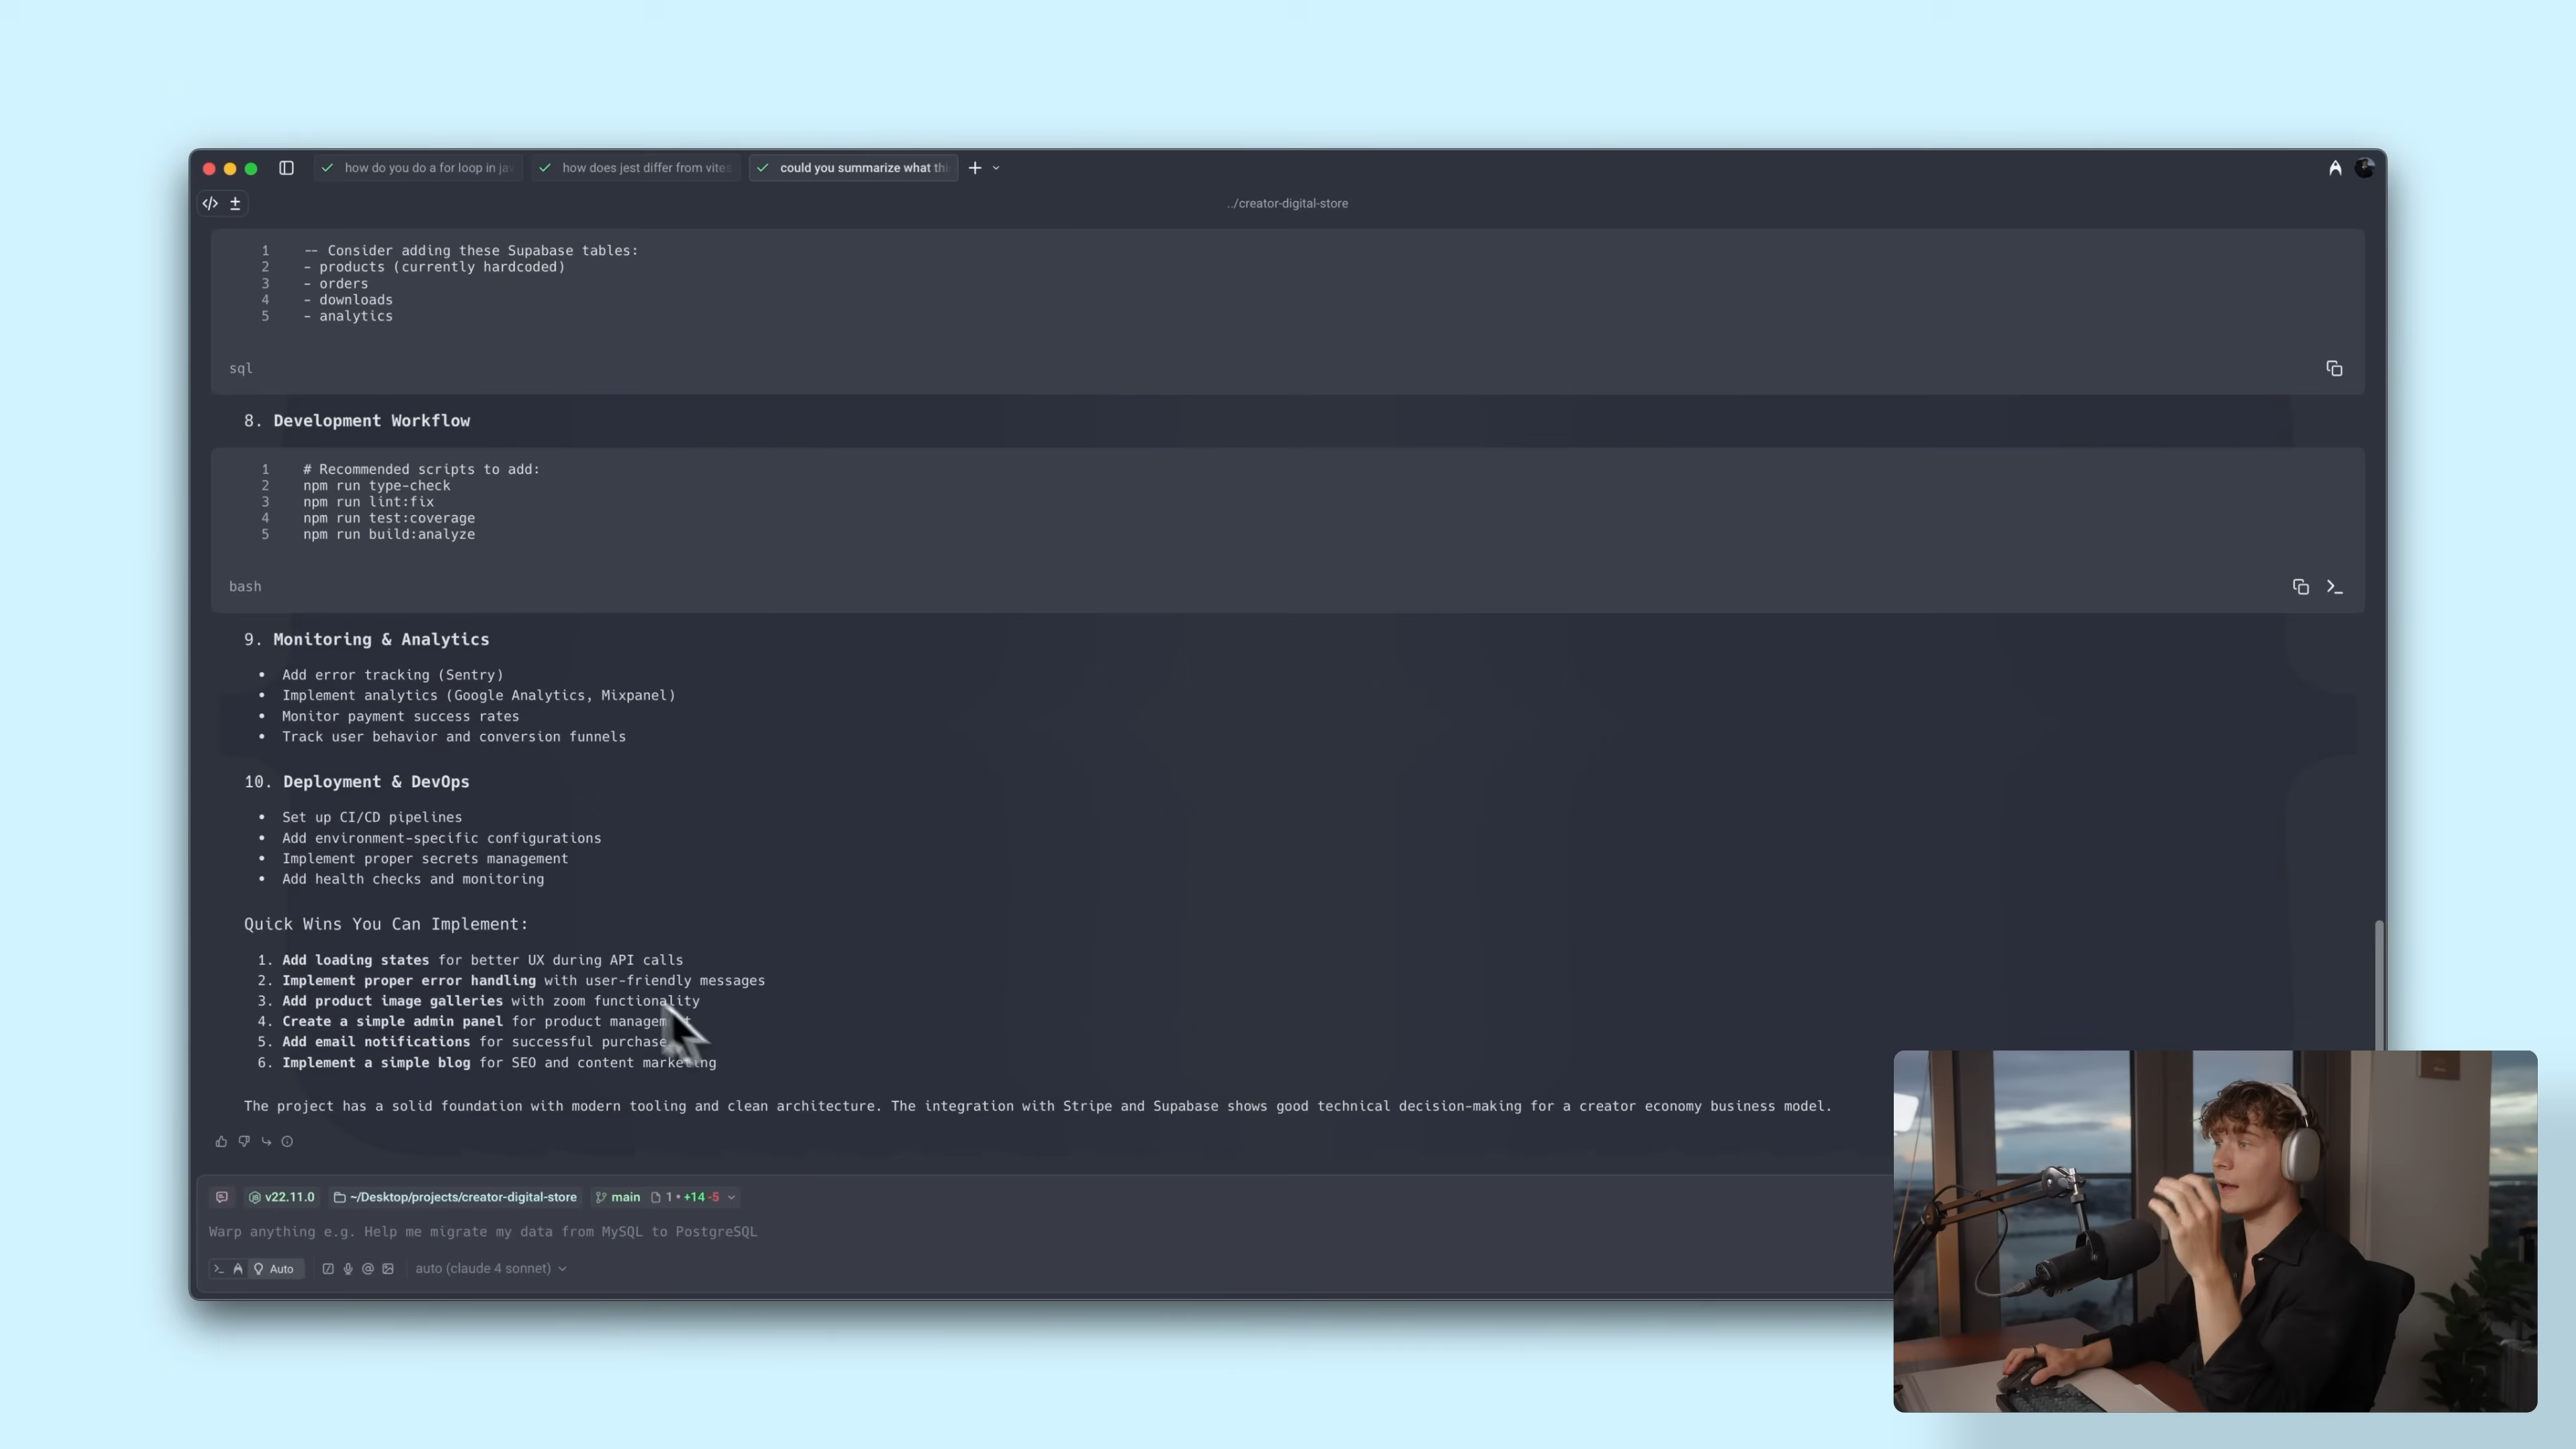 how do you do a for loop in jav
how does jest differ from vites
could you summarize what thi
../creator-digital-store
1 -- Consider adding these Supabase tables:
2 - products (currently hardcoded)
3 - orders
4 - downloads
5 - analytics
sql
8. Development Workflow
1 # Recommended scripts to add:
2 npm run type-check
3 npm run lint:fix
4 npm run test:coverage
5 npm run build:analyze
bash
9. Monitoring & Analytics
• Add error tracking (Sentry)
• Implement analytics (Google Analytics, Mixpanel)
• Monitor payment success rates
• Track user behavior and conversion funnels
10. Deployment & DevOps
• Set up CI/CD pipelines
• Add environment-specific configurations
• Implement proper secrets management
• Add health checks and monitoring
Quick Wins You Can Implement:
1. Add loading states for better UX during API calls
2. Implement proper error handling with user-friendly messages
3. Add product image galleries with zoom functionality
4. Create a simple admin panel for product management
5. Add email notifications for successful purchase
6. Implement a simple blog for SEO and content marketing
The project has a solid foundation with modern tooling and clean architecture. The integration with Stripe and Supabase shows good technical decision-making for a creator economy business model.
v22.11.0 ~/Desktop/projects/creator-digital-store main 1 • +14 -5
Warp anything e.g. Help me migrate my data from MySQL to PostgreSQL
Auto auto (claude 4 sonnet)